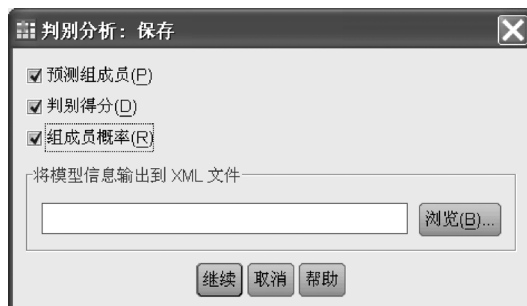 判别分析：保存
预测组成员(P)
判别得分(D)
组成员概率(R)
将模型信息输出到 XML 文件
浏览(B)...
继续 取消 帮助